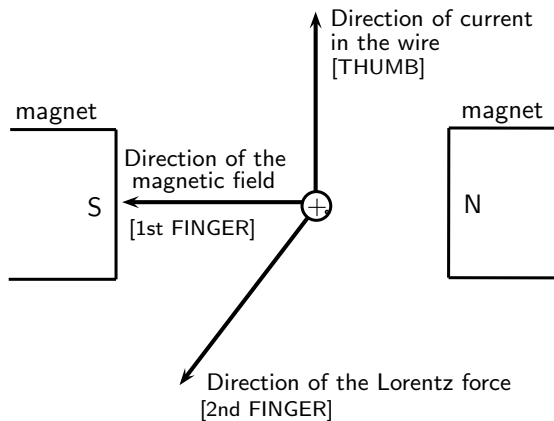 Direction of current
in the wire
[THUMB]
magnet
magnet
Direction of the
magnetic field
S
N
+
[1st FINGER]
Direction of the Lorentz force
[2nd FINGER]